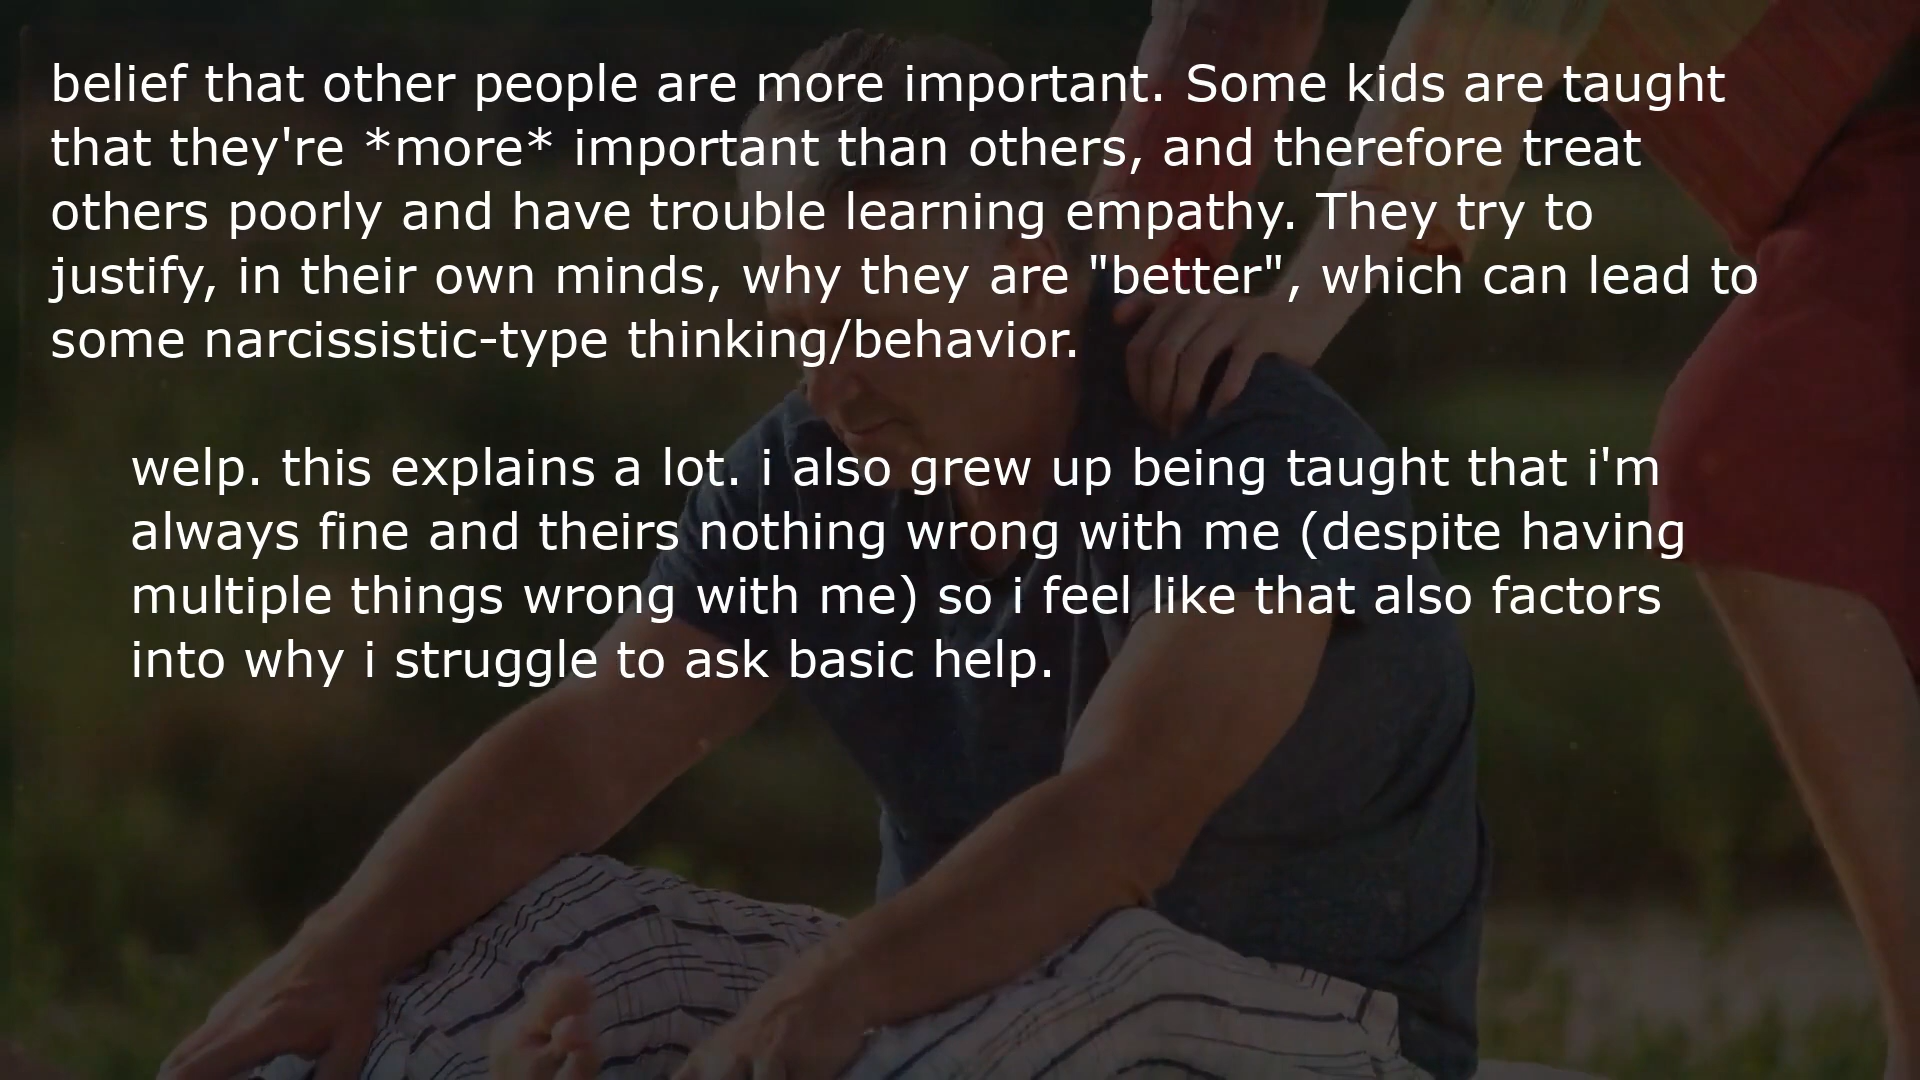 belief that other people are more important. Some kids are taught
that they're *more* important than others, and therefore treat
others poorly and have trouble learning empathy. They try to
justify, in their own minds, why they are "better", which can lead to
some narcissistic-type thinking/behavior.
welp. this explains a lot. i also grew up being taught that i'm
always fine and theirs nothing wrong with me (despite having
multiple things wrong with me) so i feel like that also factors
into why i struggle to ask basic help.